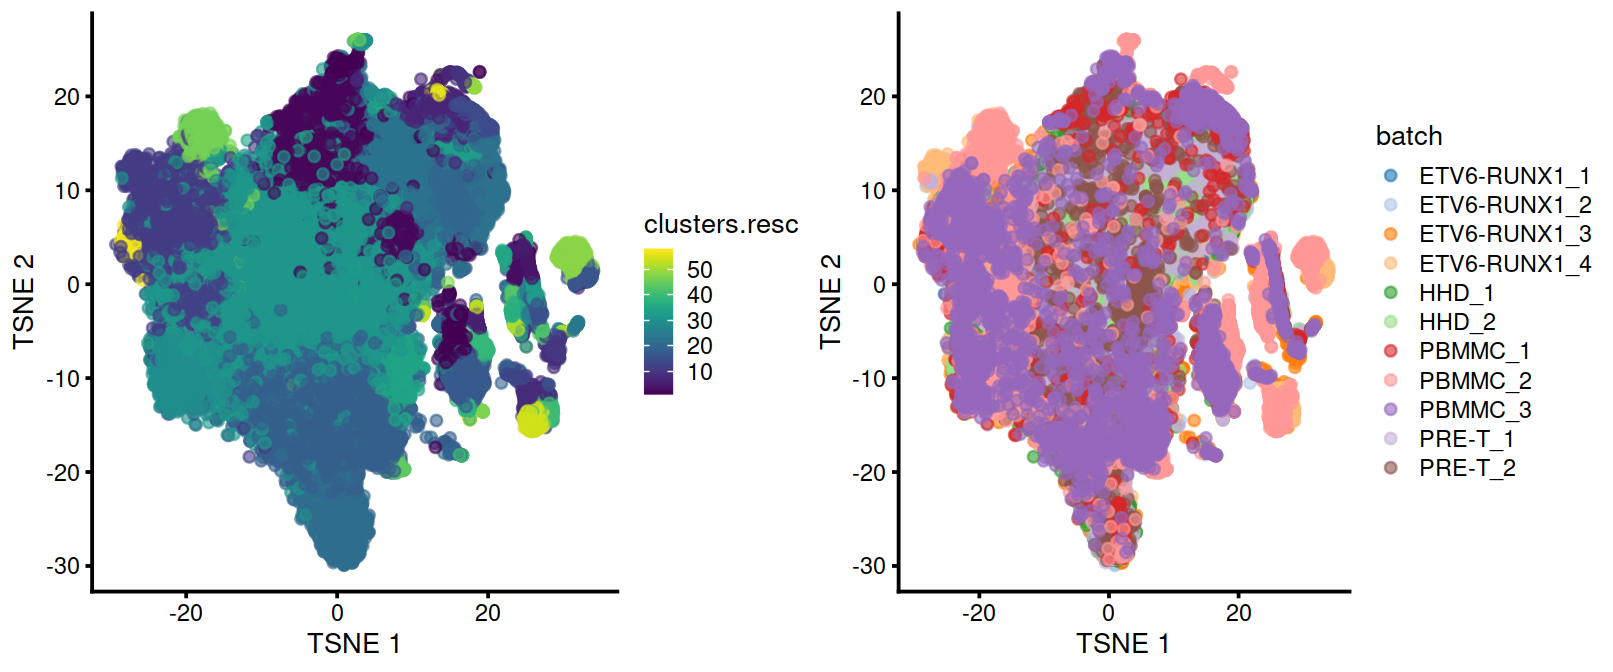 TSNE 2
20
10
0
-10
-20
-30
-20
0
20
TSNE 1
clusters.resc
50
40
30
20
10
TSNE 2
20
10
0
-10
-20
-30
-20
0
20
TSNE 1
batch
ETV6-RUNX1_1
ETV6-RUNX1_2
ETV6-RUNX1_3
ETV6-RUNX1_4
HHD_1
HHD_2
PBMMC_1
PBMMC_2
PBMMC_3
PRE-T_1
PRE-T_2